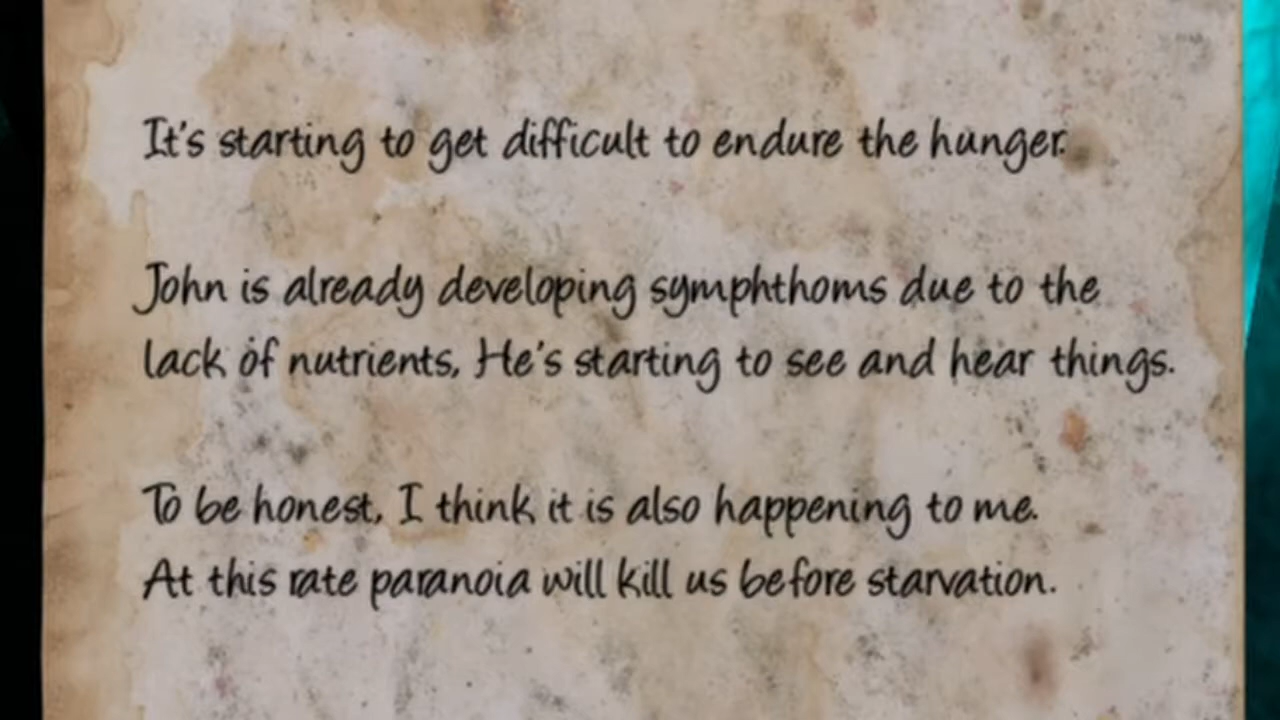 It's starting to get difficult to endure the hunger.
John is already developing symphthoms due to the
lack of nutrients, He's starting to see and hear things.
To be honest, I think it is also happening to me.
At this rate paranoia will kill us before starvation.